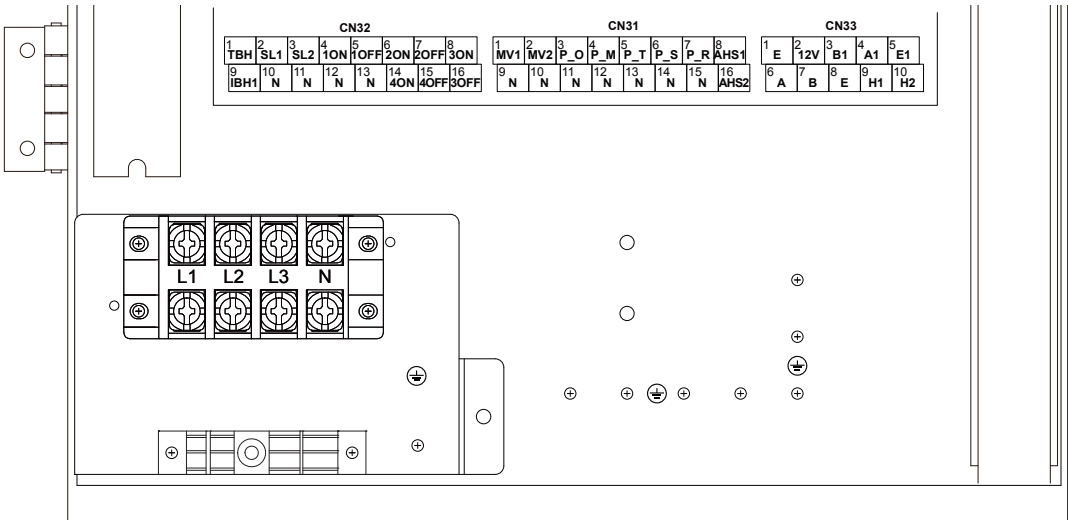 CN32 CN31 CN33
1 TBH 2 SL1 3 SL2 4 1ON 5 1OFF 6 2ON 7 2OFF 8 3ON 1 MV1 2 MV2 3 P_O 4 P_M 5 P_T 6 P_S 7 P_R 8 AHS1 1 E 2 12V 3 B1 4 A1 5 E1
9 IBH1 10 N 11 N 12 N 13 N 14 4ON 15 4OFF 16 3OFF 9 N 10 N 11 N 12 N 13 N 14 N 15 N 16 AHS2 6 A 7 B 8 E 9 H1 10 H2
L1 L2 L3 N